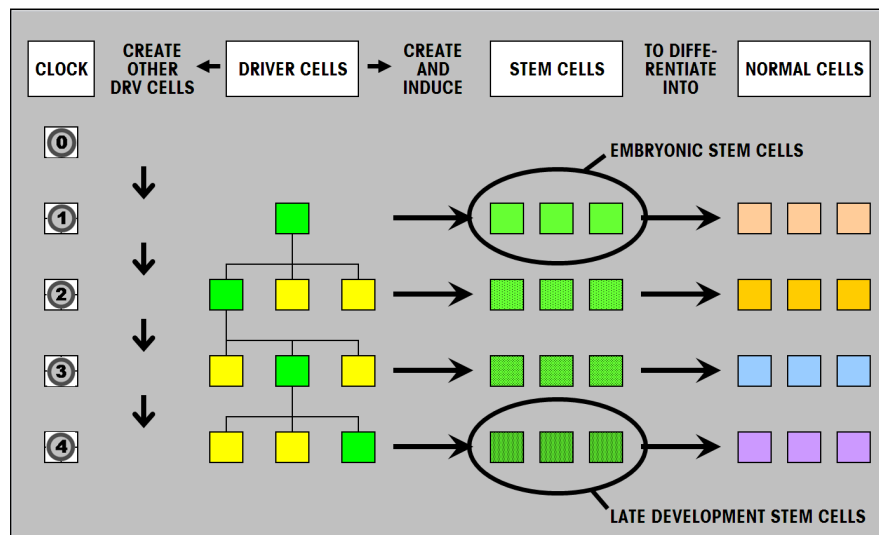 CLOCK
CREATE
OTHER
DRV CELLS
DRIVER CELLS
CREATE
AND
INDUCE
STEM CELLS
TO DIFFE-
RENTIATE
INTO
NORMAL CELLS
0
EMBRYONIC STEM CELLS
1
2
3
4
LATE DEVELOPMENT STEM CELLS